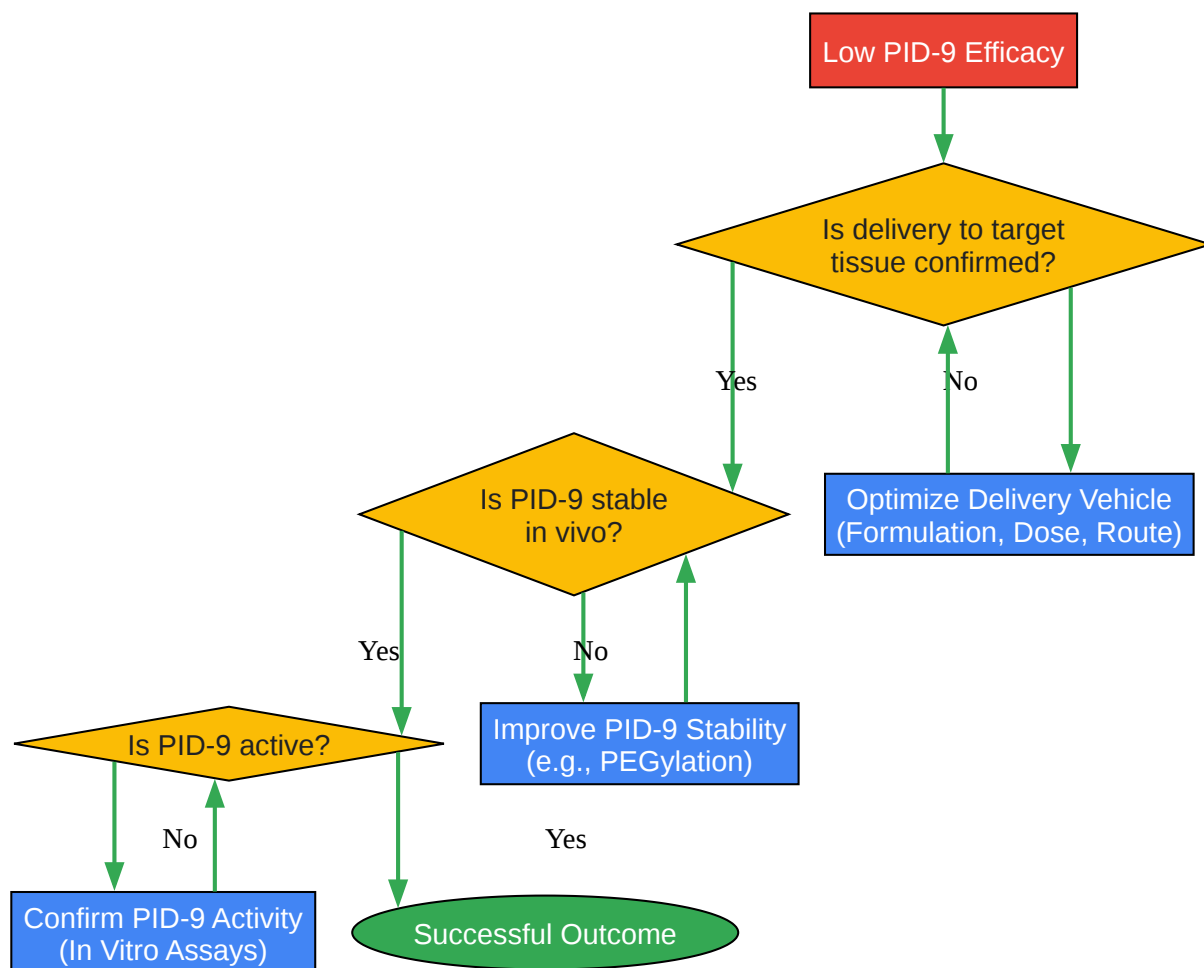 Low PID-9 Efficacy
Is delivery to target
tissue confirmed?
Yes
No
Is PID-9 stable
in vivo?
Optimize Delivery Vehicle
(Formulation, Dose, Route)
Yes
No
Is PID-9 active?
Improve PID-9 Stability
(e.g., PEGylation)
No
Yes
Confirm PID-9 Activity
(In Vitro Assays)
Successful Outcome